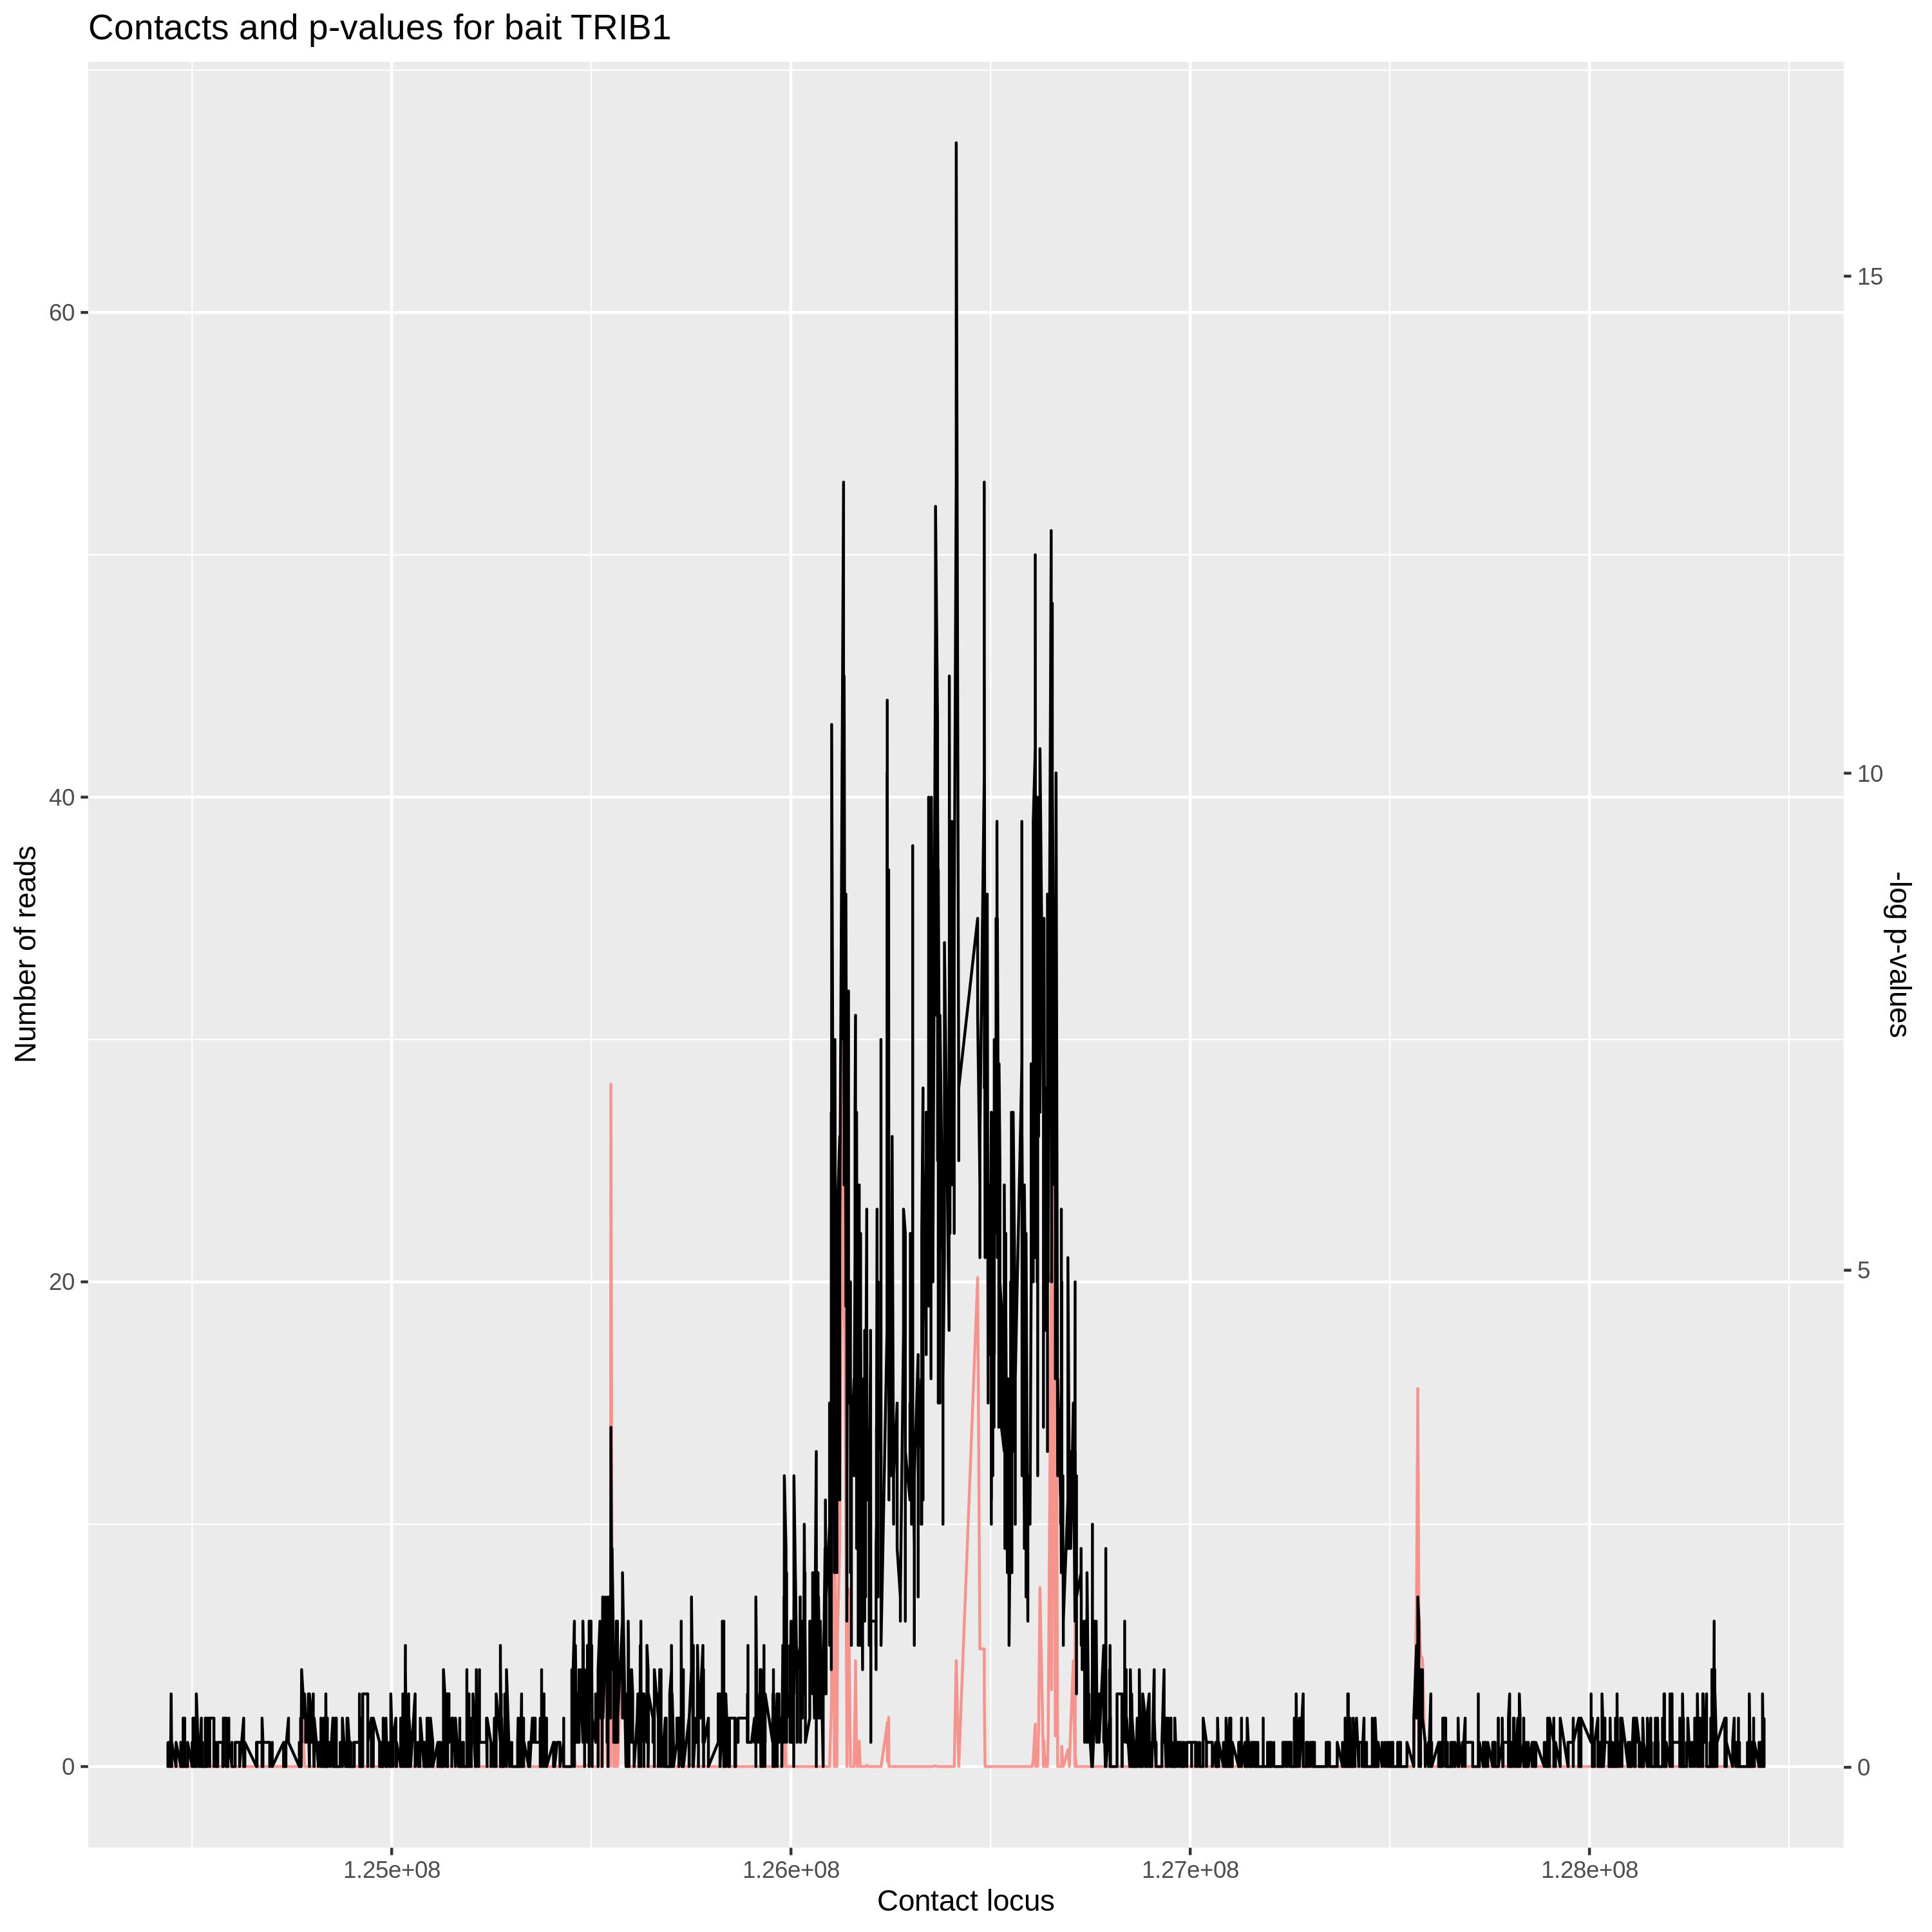 Contacts and p-values for bait TRIB1
Number of reads
60
40
20
0
15
10
5
0
-log p-values
1.25e+08
1.26e+08
1.27e+08
1.28e+08
Contact locus